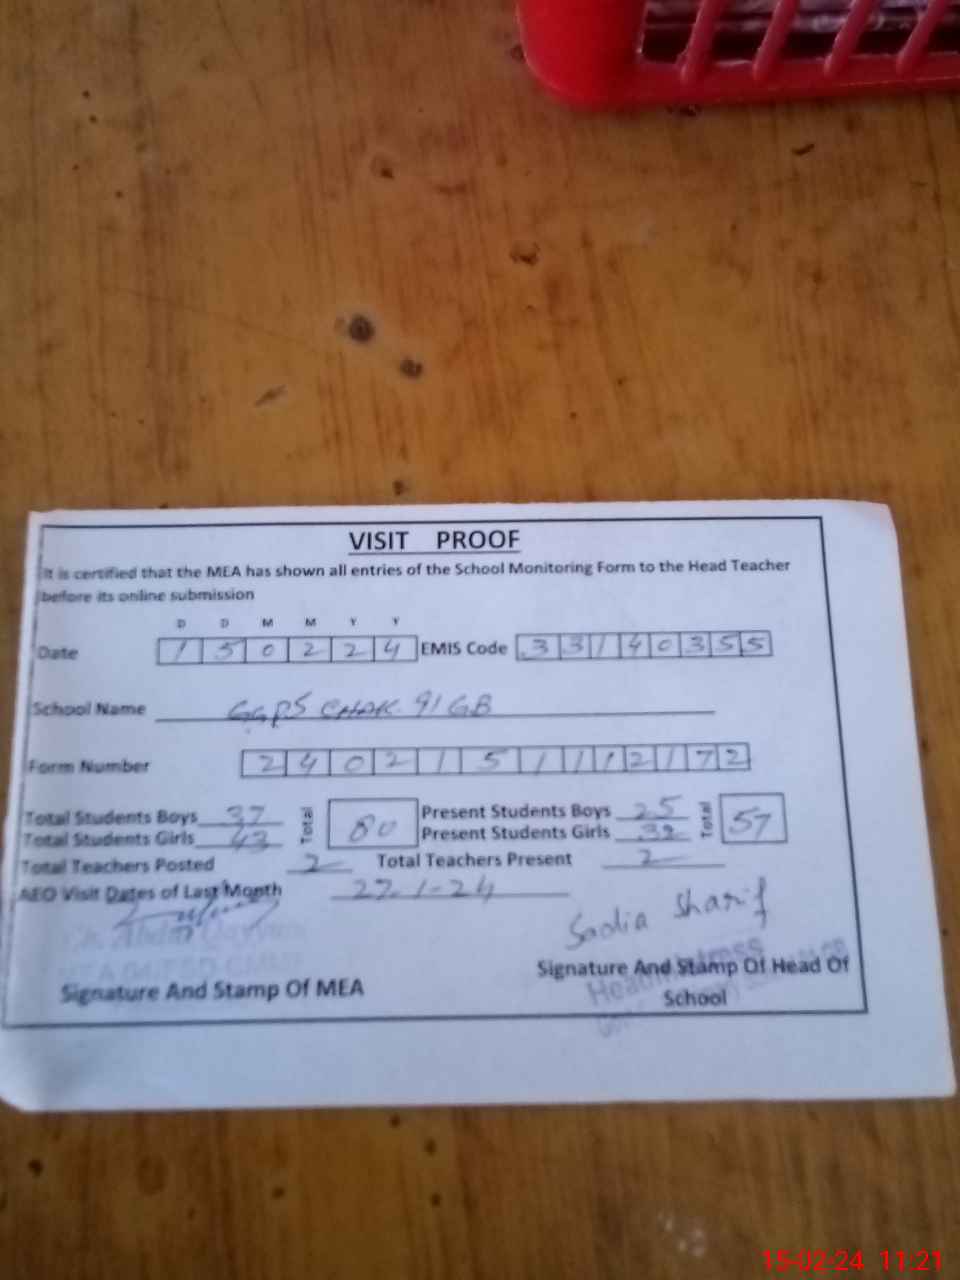 VISIT PROOF
It is certified that the MEA has shown all entries of the School Monitoring Form to the Head Teacher
before its online submission
D D M M Y Y
Date 1 5 0 2 2 4 EMIS Code 3 3 1 4 0 3 5 5
School Name GGPS CHAK. 91 GB
Form Number 2 4 0 2 1 5 1 1 1 2 1 7 2
Total Students Boys 37 Total 80 Present Students Boys 25 Total 57
Total Students Girls 43 Present Students Girls 32
Total Teachers Posted 2 Total Teachers Present 2
AEO Visit Dates of Last Month 27-1-24
Sadia Sharif
Signature And Stamp Of MEA Signature And Stamp Of Head Of
School
Headmistress
15-02-24 11:21